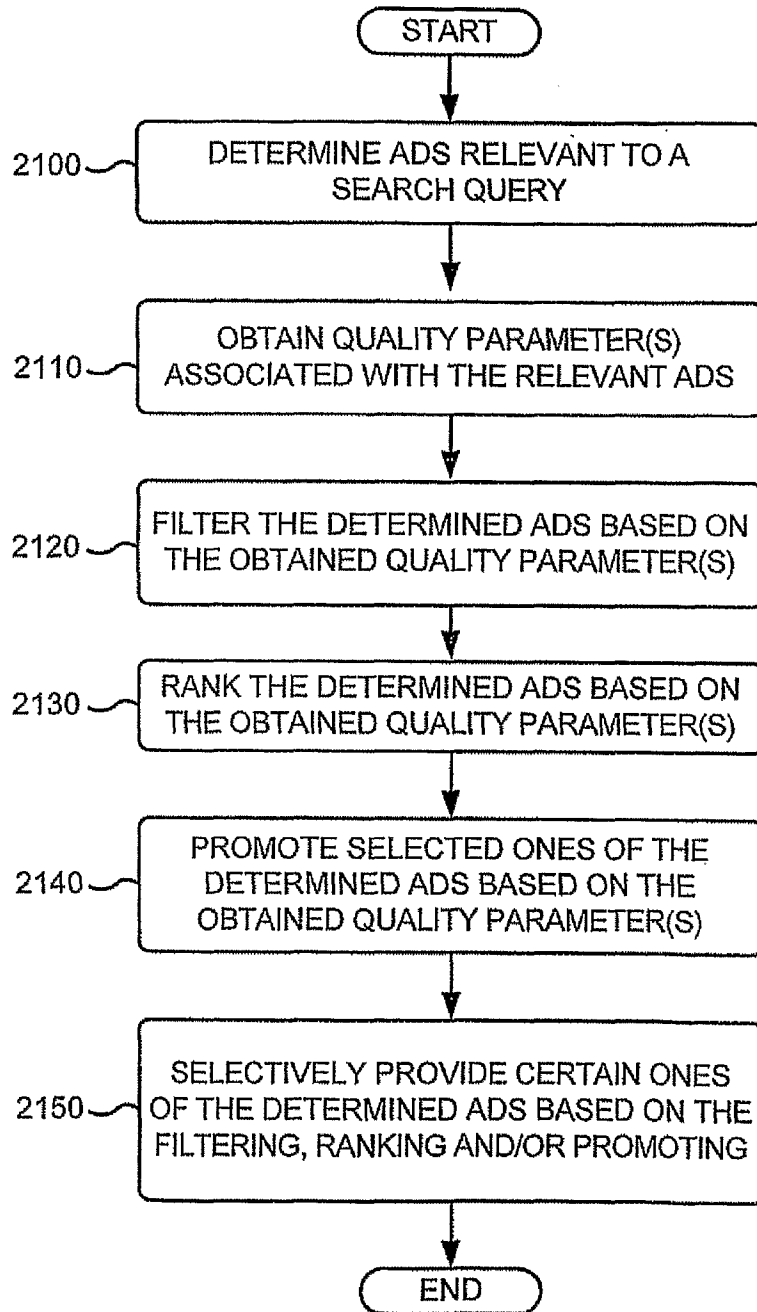 START
2100
DETERMINE ADS RELEVANT TO A
SEARCH QUERY
2110
OBTAIN QUALITY PARAMETER(S)
ASSOCIATED WITH THE RELEVANT ADS
2120
FILTER THE DETERMINED ADS BASED ON
THE OBTAINED QUALITY PARAMETER(S)
2130
RANK THE DETERMINED ADS BASED ON
THE OBTAINED QUALITY PARAMETER(S)
2140
PROMOTE SELECTED ONES OF THE
DETERMINED ADS BASED ON THE
OBTAINED QUALITY PARAMETER(S)
2150
SELECTIVELY PROVIDE CERTAIN ONES
OF THE DETERMINED ADS BASED ON THE
FILTERING, RANKING AND/OR PROMOTING
END